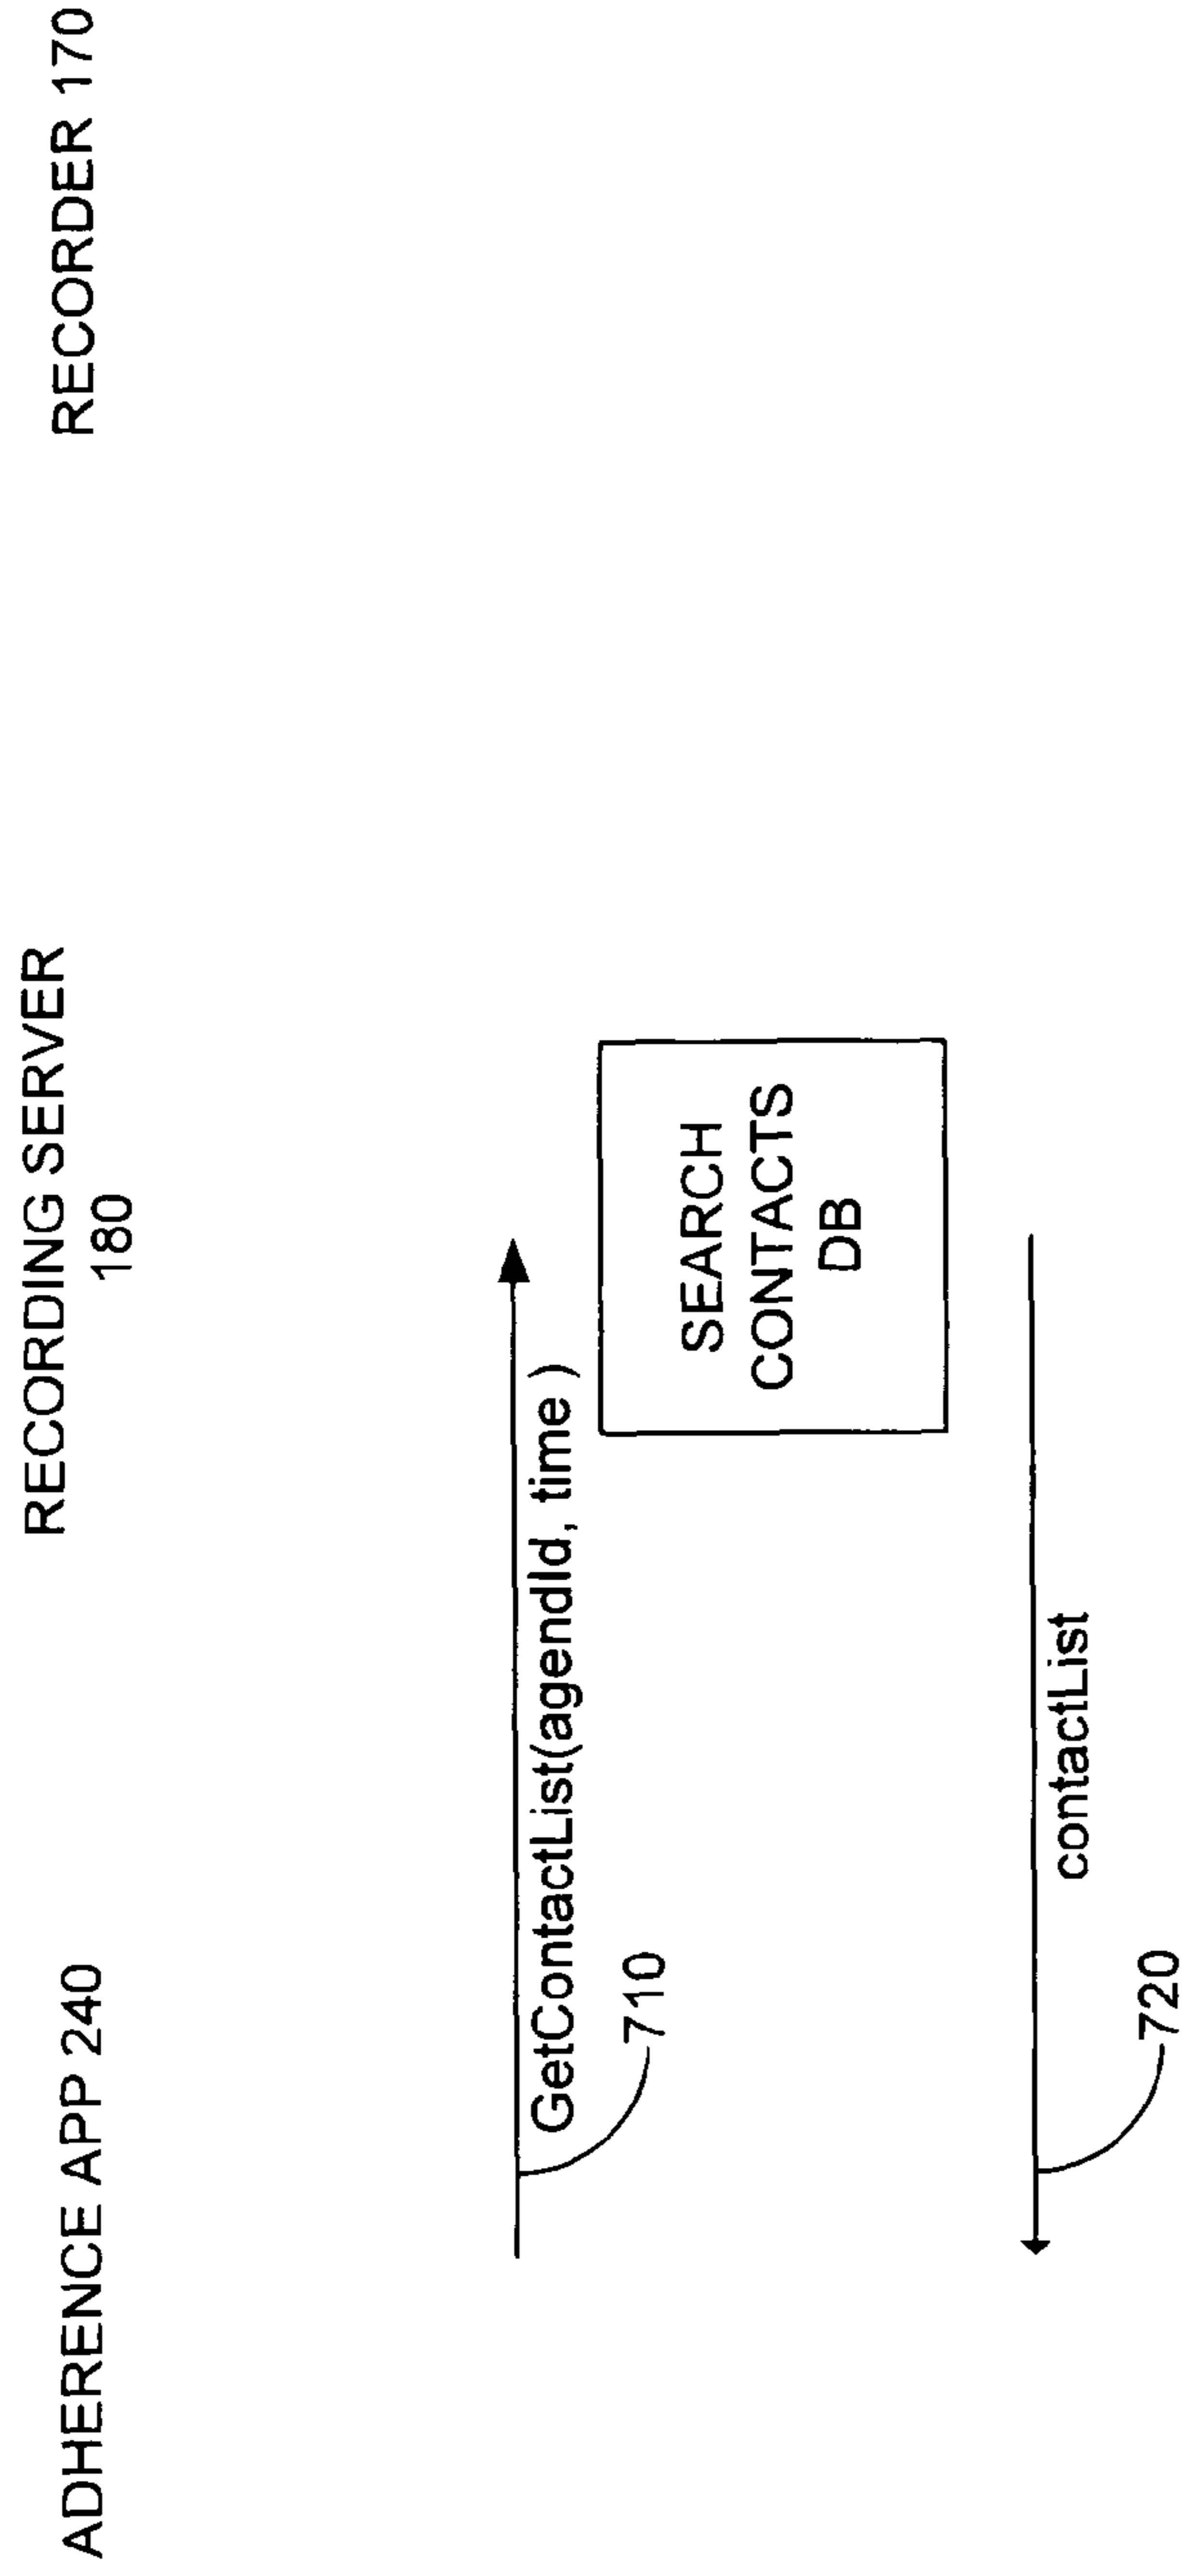 ADHERENCE APP 240
RECORDING SERVER
180
RECORDER 170
GetContactList(agendId, time )
710
SEARCH
CONTACTS
DB
contactList
720